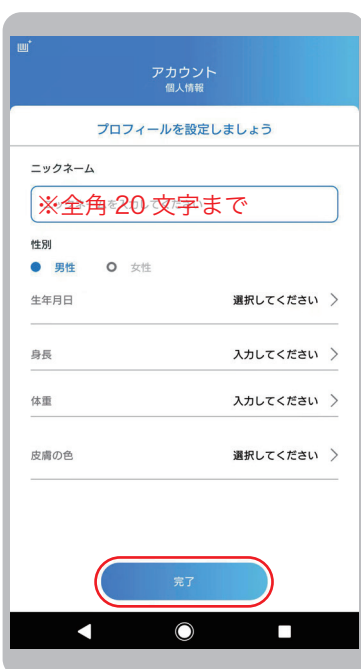 アカウント
個人情報
プロフィールを設定しましょう
ニックネーム
※全角20文字まで
性別
男性 女性
生年月日 選択してください
身長 入力してください
体重 入力してください
皮膚の色 選択してください
完了